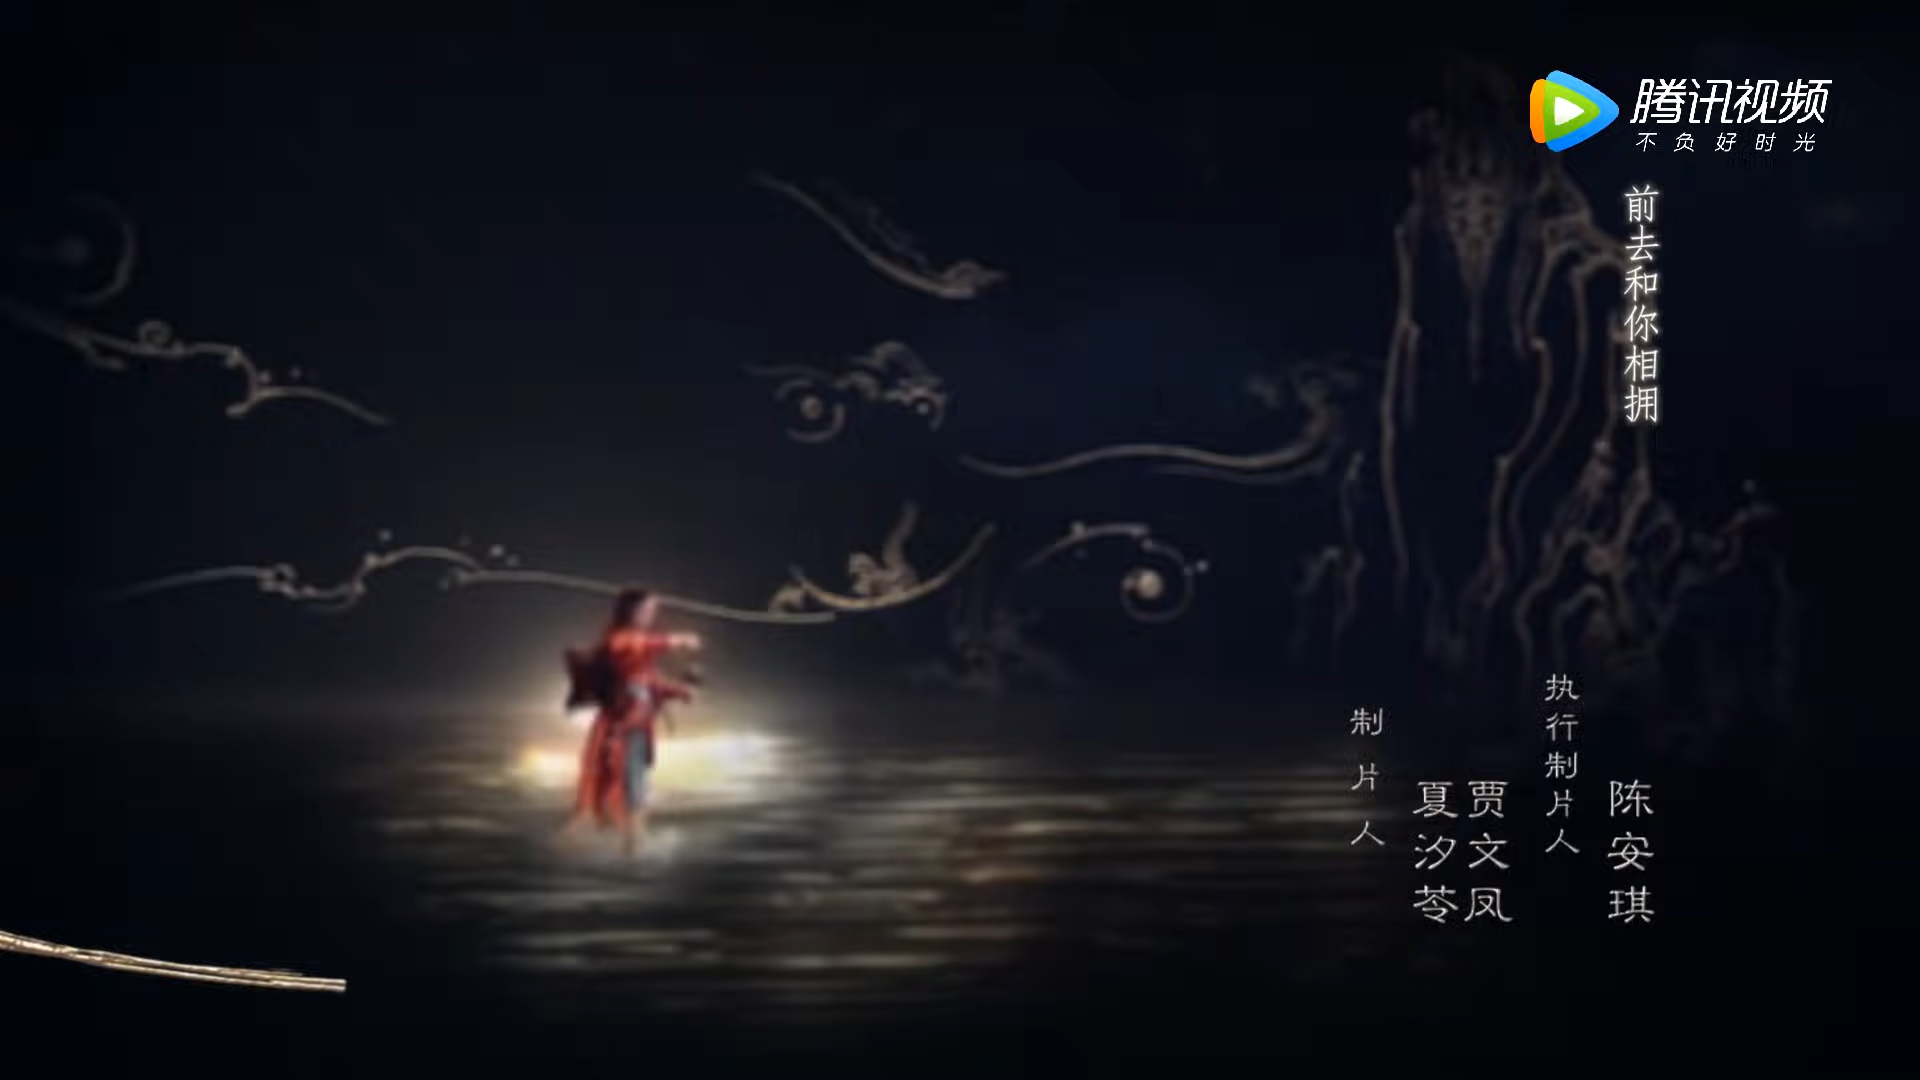 腾讯视频
不负好时光
前去和你相拥
执行制片人
陈安琪
制片人
贾文凤
夏汐苓